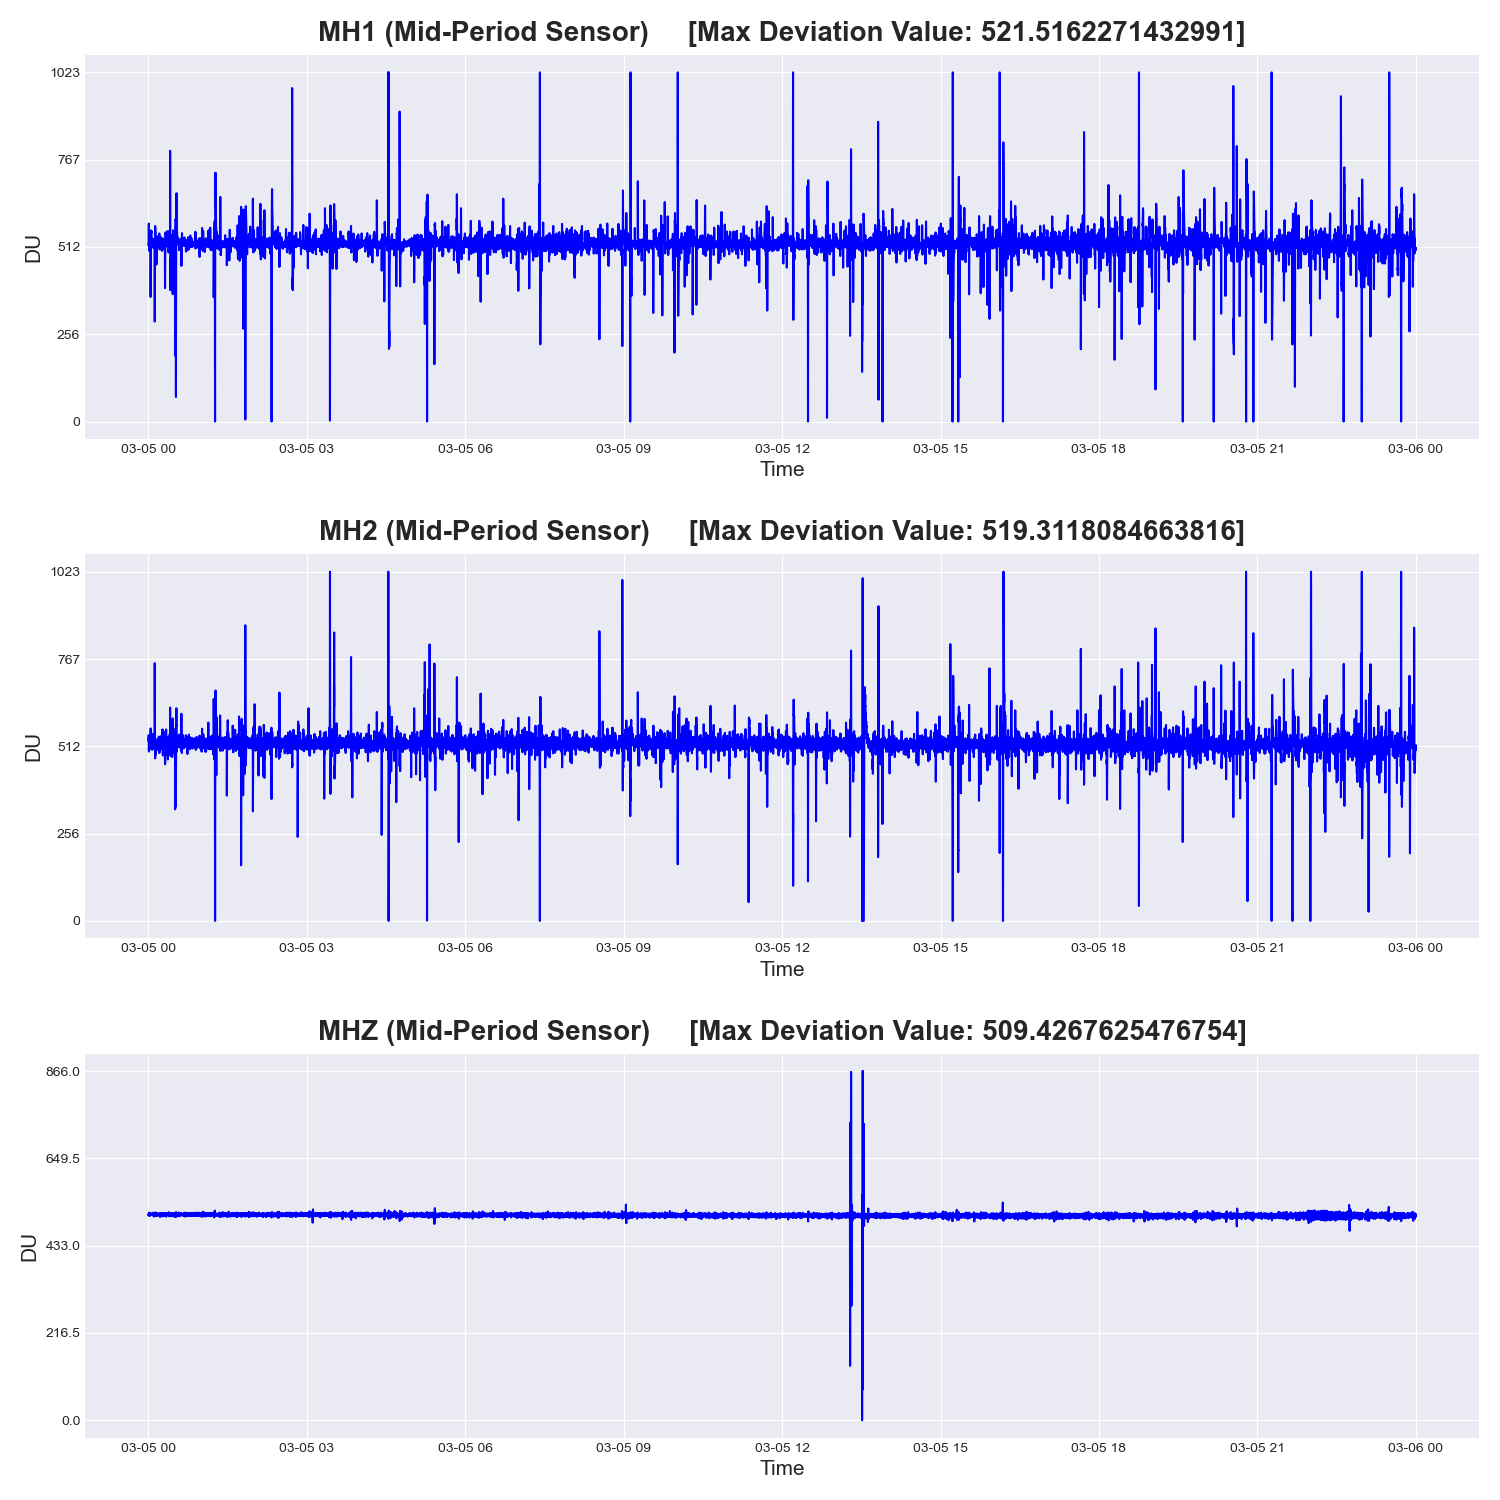 MH1 (Mid-Period Sensor) [Max Deviation Value: 521.5162271432991]
1023
767
512
256
0
DU
03-05 00 03-05 03 03-05 06 03-05 09 03-05 12 03-05 15 03-05 18 03-05 21 03-06 00
Time
MH2 (Mid-Period Sensor) [Max Deviation Value: 519.3118084663816]
1023
767
512
256
0
DU
03-05 00 03-05 03 03-05 06 03-05 09 03-05 12 03-05 15 03-05 18 03-05 21 03-06 00
Time
MHZ (Mid-Period Sensor) [Max Deviation Value: 509.4267625476754]
866.0
649.5
433.0
216.5
0.0
DU
03-05 00 03-05 03 03-05 06 03-05 09 03-05 12 03-05 15 03-05 18 03-05 21 03-06 00
Time